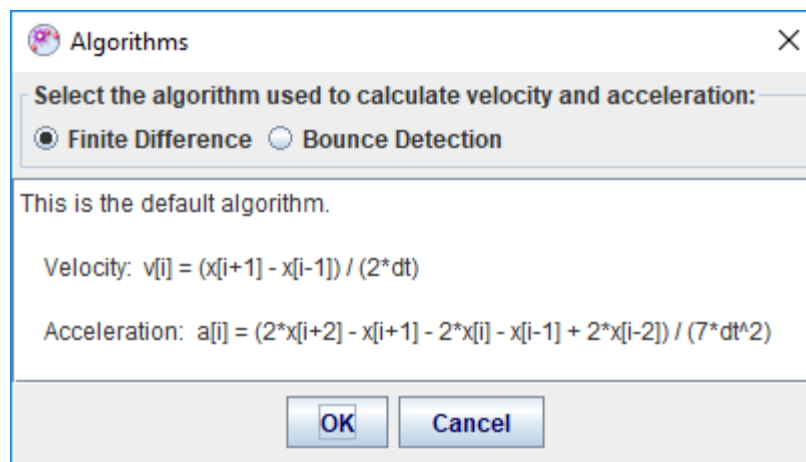 Algorithms
Select the algorithm used to calculate velocity and acceleration:
Finite Difference Bounce Detection
This is the default algorithm.
Velocity: v[i] = (x[i+1] - x[i-1]) / (2*dt)
Acceleration: a[i] = (2*x[i+2] - x[i+1] - 2*x[i] - x[i-1] + 2*x[i-2]) / (7*dt^2)
OK Cancel